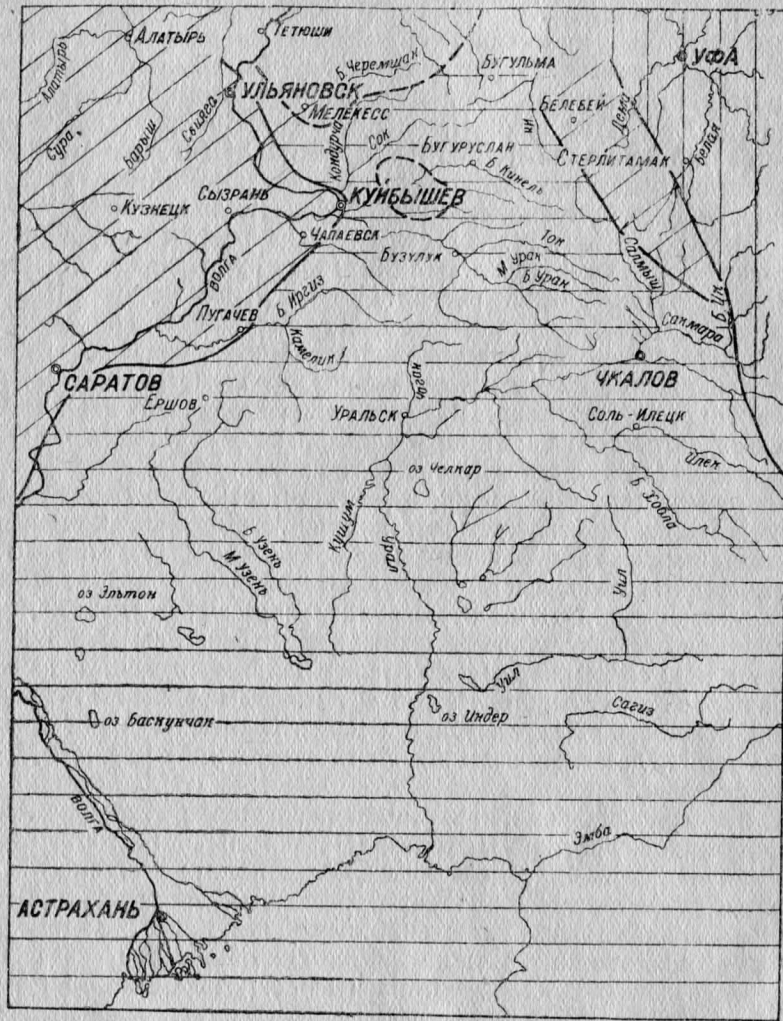 Алатырь
Тетюши
Б. Черемшан
Бугульма
Уфа
Алатырь
Ульяновск
Мелекесс
Белебей
Дема
Сура
Барыш
Свияга
Кондурча
Сок
Бугуруслан
Ик
Стерлитамак
Белая
Б Кинель
Кузнецк
Сызрань
Куйбышев
Чапаевск
Ток
Бузулук
М Уран
Б Уран
Салмыш
Волга
Б Иргиз
Б. Ик
Пугачев
Камелик
Сакмара
Саратов
Чаган
Чкалов
Ершов
Уральск
Соль-Илецк
оз Челкар
Илек
Б Хобда
Кушум
Урал
Б Узень
М Узень
Уил
оз Эльтон
Уил
оз Баскунчак
оз Индер
Сагиз
Волга
Эмба
Астрахань